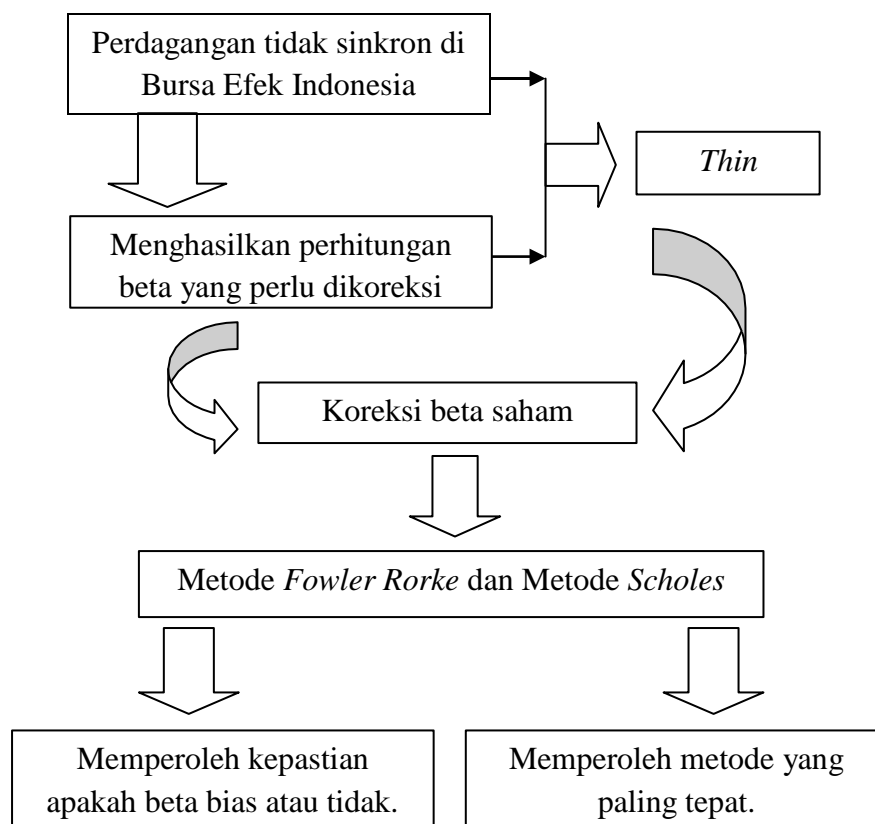 Perdagangan tidak sinkron di
Bursa Efek Indonesia
Thin
Menghasilkan perhitungan
beta yang perlu dikoreksi
Koreksi beta saham
Metode Fowler Rorke dan Metode Scholes
Memperoleh kepastian
apakah beta bias atau tidak.
Memperoleh metode yang
paling tepat.